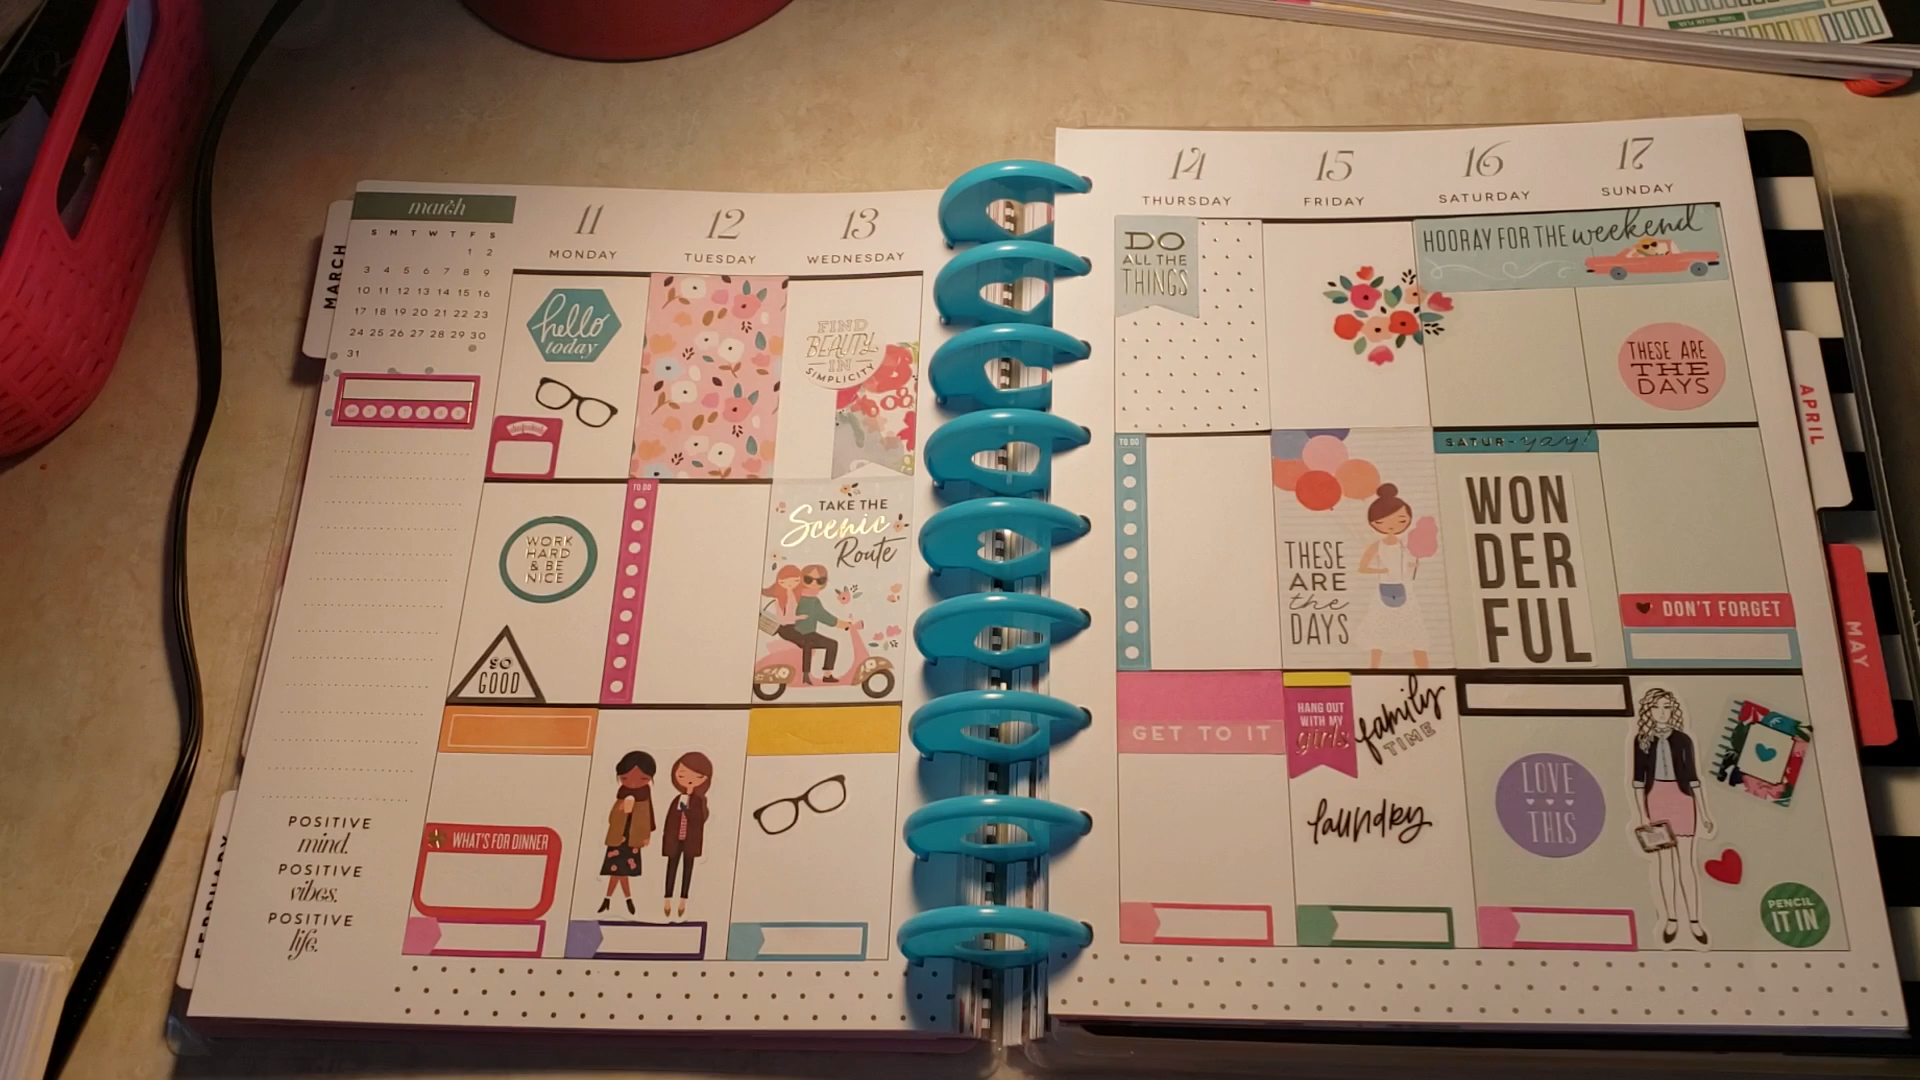 march
S M T W T F S
1 2
3 4 5 6 7 8 9
10 11 12 13 14 15 16
17 18 19 20 21 22 23
24 25 26 27 28 29 30
31
MARCH
FEBRUARY
POSITIVE
mind.
POSITIVE
vibes.
POSITIVE
life.
11
MONDAY
12
TUESDAY
13
WEDNESDAY
hello
today
FIND
BEAUTY
IN
SIMPLICITY
WORK
HARD
& BE
NICE
SO
GOOD
TO DO
TAKE THE
Scenic
Route
WHAT'S FOR DINNER
14
THURSDAY
15
FRIDAY
16
SATURDAY
17
SUNDAY
DO
ALL THE
THINGS
HOORAY FOR THE weekend
THESE ARE
THE
DAYS
TO DO
THESE
ARE
the
DAYS
SATUR-yay!
WON
DER
FUL
DON'T FORGET
GET TO IT
HANG OUT
WITH MY
girls
family
TIME
laundry
LOVE
THIS
PENCIL
IT IN
APRIL
MAY